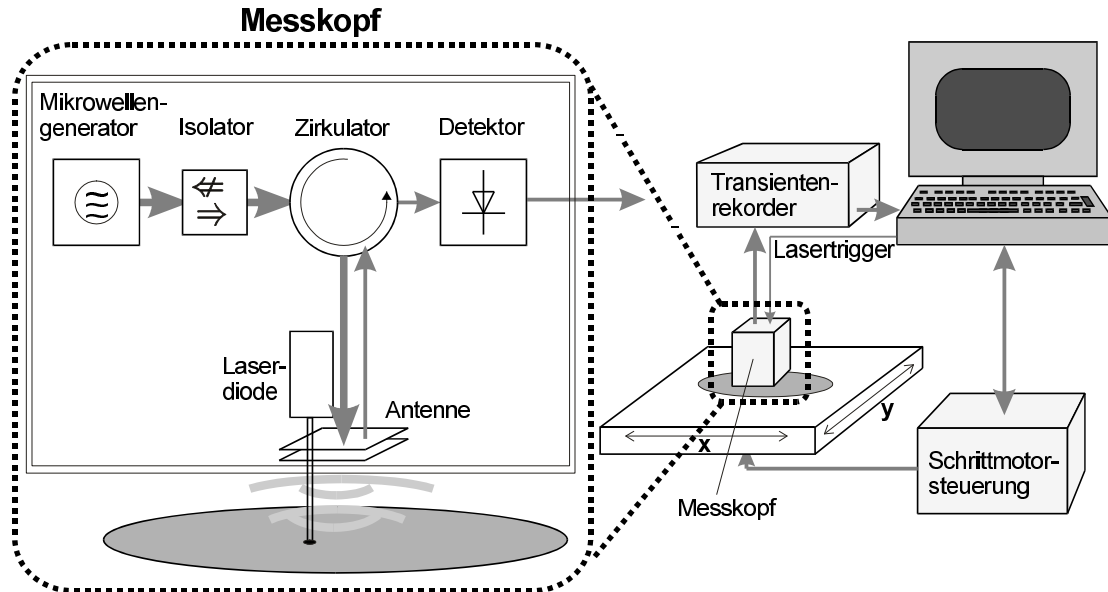 Messkopf
Mikrowellen-
generator
Isolator
Zirkulator
Detektor
Laser-
diode
Antenne
Transienten-
rekorder
Lasertrigger
x
y
Messkopf
Schrittmotor-
steuerung